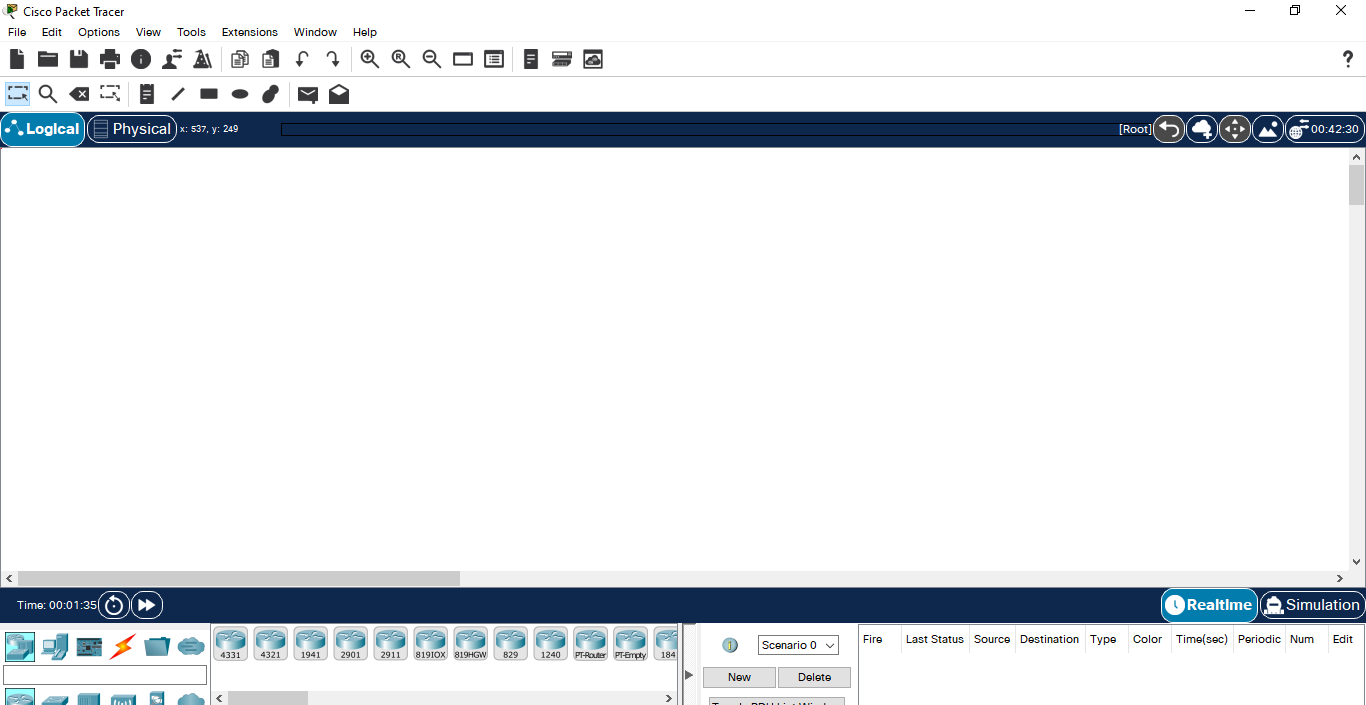 Cisco Packet Tracer
File Edit Options View Tools Extensions Window Help
Logical Physical x: 537, y: 249 [Root] 00:42:30
Time: 00:01:35 Realtime Simulation
4331 4321 1941 2901 2911 819IOX 819HGW 829 1240 PT-Router PT-Empty 184
Scenario 0
New Delete
Fire Last Status Source Destination Type Color Time(sec) Periodic Num Edit